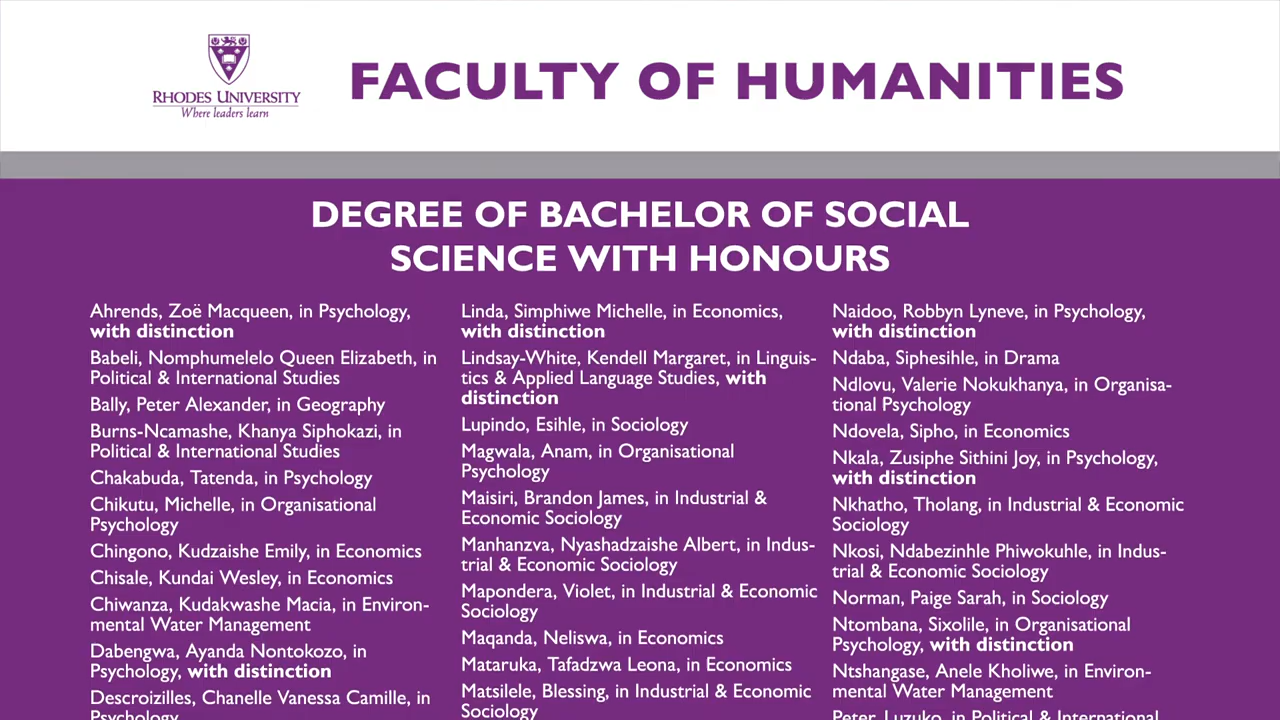 RHODES UNIVERSITY
Where leaders learn
FACULTY OF HUMANITIES
DEGREE OF BACHELOR OF SOCIAL
SCIENCE WITH HONOURS
Ahrends, Zoë Macqueen, in Psychology,
with distinction
Babeli, Nomphumelelo Queen Elizabeth, in
Political & International Studies
Bally, Peter Alexander, in Geography
Burns-Ncamashe, Khanya Siphokazi, in
Political & International Studies
Chakabuda, Tatenda, in Psychology
Chikutu, Michelle, in Organisational
Psychology
Chingono, Kudzaishe Emily, in Economics
Chisale, Kundai Wesley, in Economics
Chiwanza, Kudakwashe Macia, in Environ-
mental Water Management
Dabengwa, Ayanda Nontokozo, in
Psychology, with distinction
Descroizilles, Chanelle Vanessa Camille, in
Psychology
Linda, Simphiwe Michelle, in Economics,
with distinction
Lindsay-White, Kendell Margaret, in Linguis-
tics & Applied Language Studies, with
distinction
Lupindo, Esihle, in Sociology
Magwala, Anam, in Organisational
Psychology
Maisiri, Brandon James, in Industrial &
Economic Sociology
Manhanzva, Nyashadzaishe Albert, in Indus-
trial & Economic Sociology
Mapondera, Violet, in Industrial & Economic
Sociology
Maqanda, Neliswa, in Economics
Mataruka, Tafadzwa Leona, in Economics
Matsilele, Blessing, in Industrial & Economic
Sociology
Naidoo, Robbyn Lyneve, in Psychology,
with distinction
Ndaba, Siphesihle, in Drama
Ndlovu, Valerie Nokukhanya, in Organisa-
tional Psychology
Ndovela, Sipho, in Economics
Nkala, Zusiphe Sithini Joy, in Psychology,
with distinction
Nkhatho, Tholang, in Industrial & Economic
Sociology
Nkosi, Ndabezinhle Phiwokuhle, in Indus-
trial & Economic Sociology
Norman, Paige Sarah, in Sociology
Ntombana, Sixolile, in Organisational
Psychology, with distinction
Ntshangase, Anele Kholiwe, in Environ-
mental Water Management
Peter, Luzuko, in Political & International